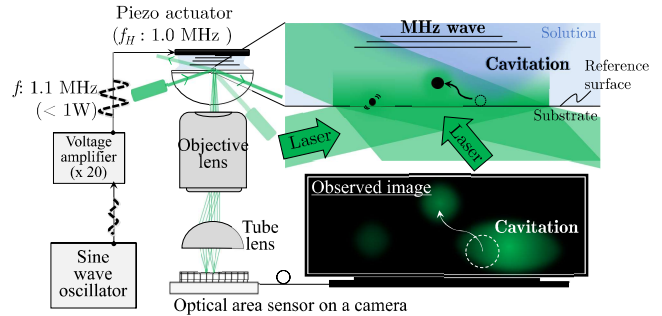 Piezo actuator
(f_H : 1.0 MHz )
f: 1.1 MHz
(< 1W)
Voltage
amplifier
(x 20)
Sine
wave
oscillator
Objective
lens
Tube
lens
Optical area sensor on a camera
MHz wave
Solution
Cavitation
Reference
surface
Substrate
Laser
Laser
Observed image
Cavitation